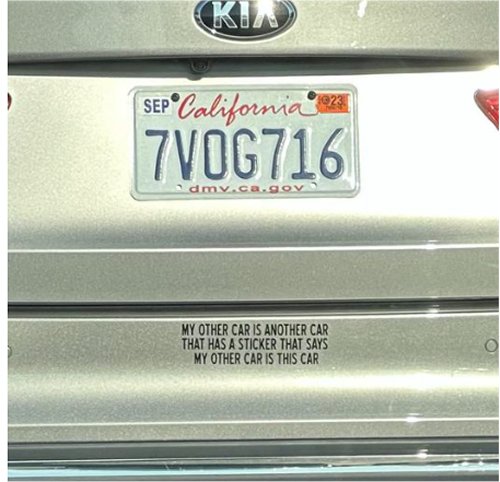 KIA
SEP California 23
7VOG716
dmv.ca.gov
MY OTHER CAR IS ANOTHER CAR
THAT HAS A STICKER THAT SAYS
MY OTHER CAR IS THIS CAR